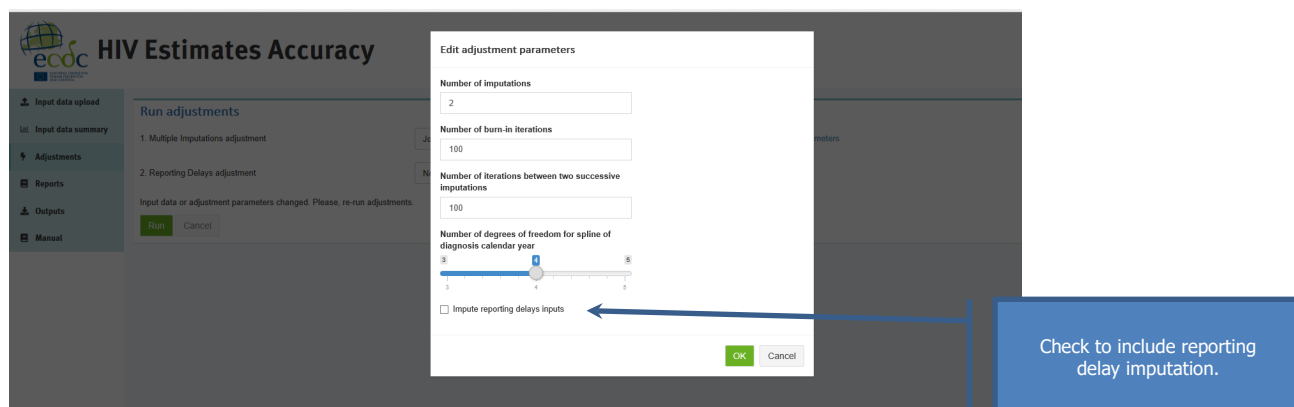 ecdc
HIV Estimates Accuracy
Input data upload
Input data summary
Adjustments
Reports
Outputs
Manual
Run adjustments
1. Multiple Imputations adjustment
2. Reporting Delays adjustment
Input data or adjustment parameters changed. Please, re-run adjustments.
Run Cancel
Edit adjustment parameters
Number of imputations
2
Number of burn-in iterations
100
Number of iterations between two successive
imputations
100
Number of degrees of freedom for spline of
diagnosis calendar year
3 4 5
3 4 5
Impute reporting delays inputs
OK Cancel
Check to include reporting
delay imputation.